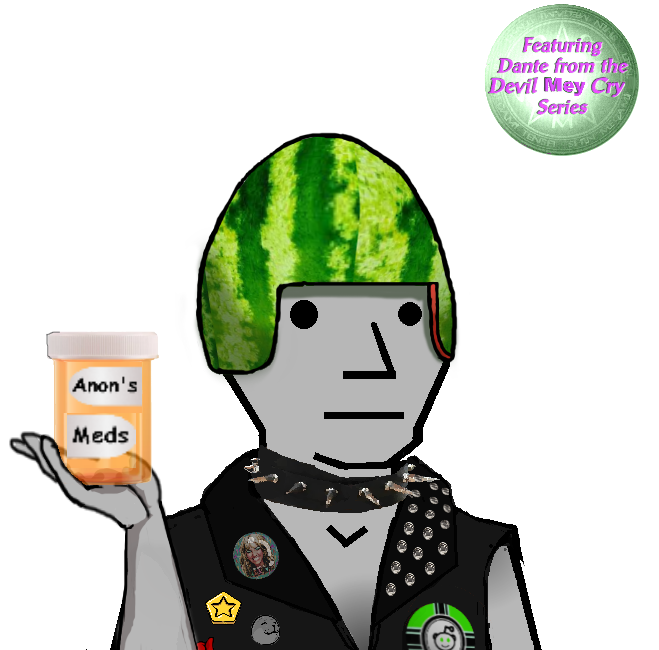 Featuring
Dante from the
Devil Mey Cry
Series
Anon's
Meds